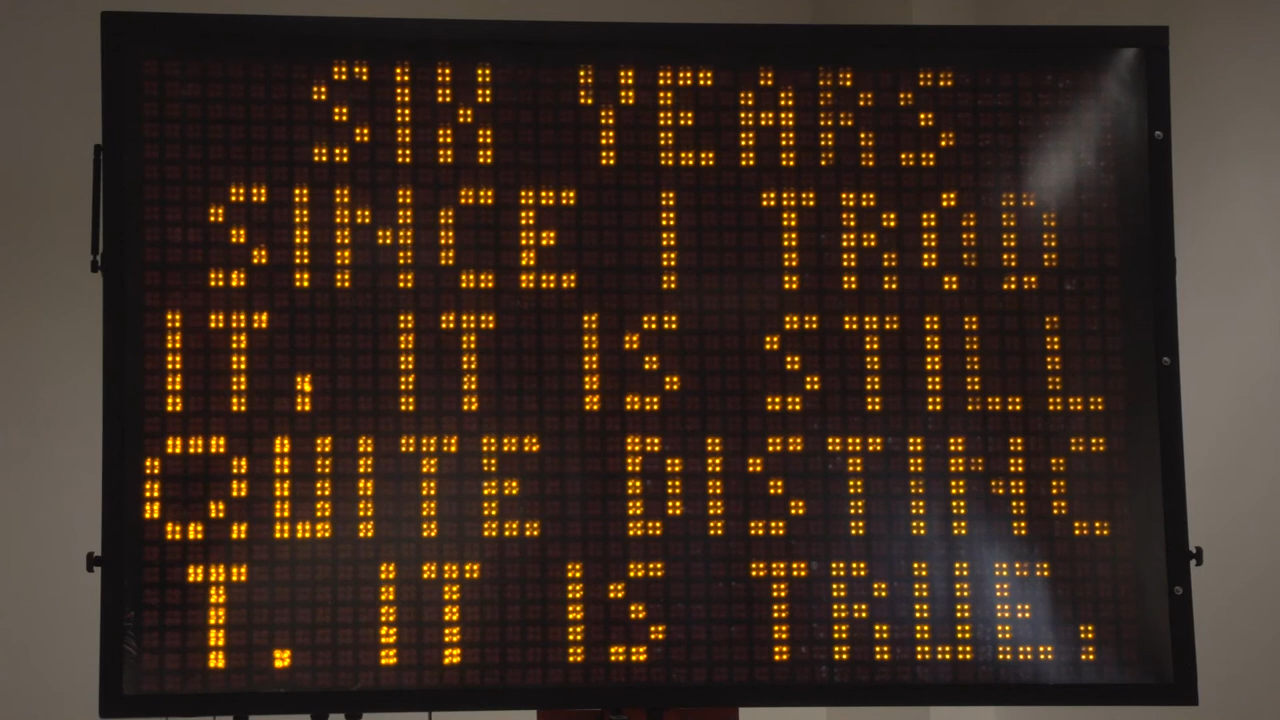 SIX YEARS
SINCE I TROD
IT, IT IS STILL
QUITE DISTINC
T. IT IS TRUE,